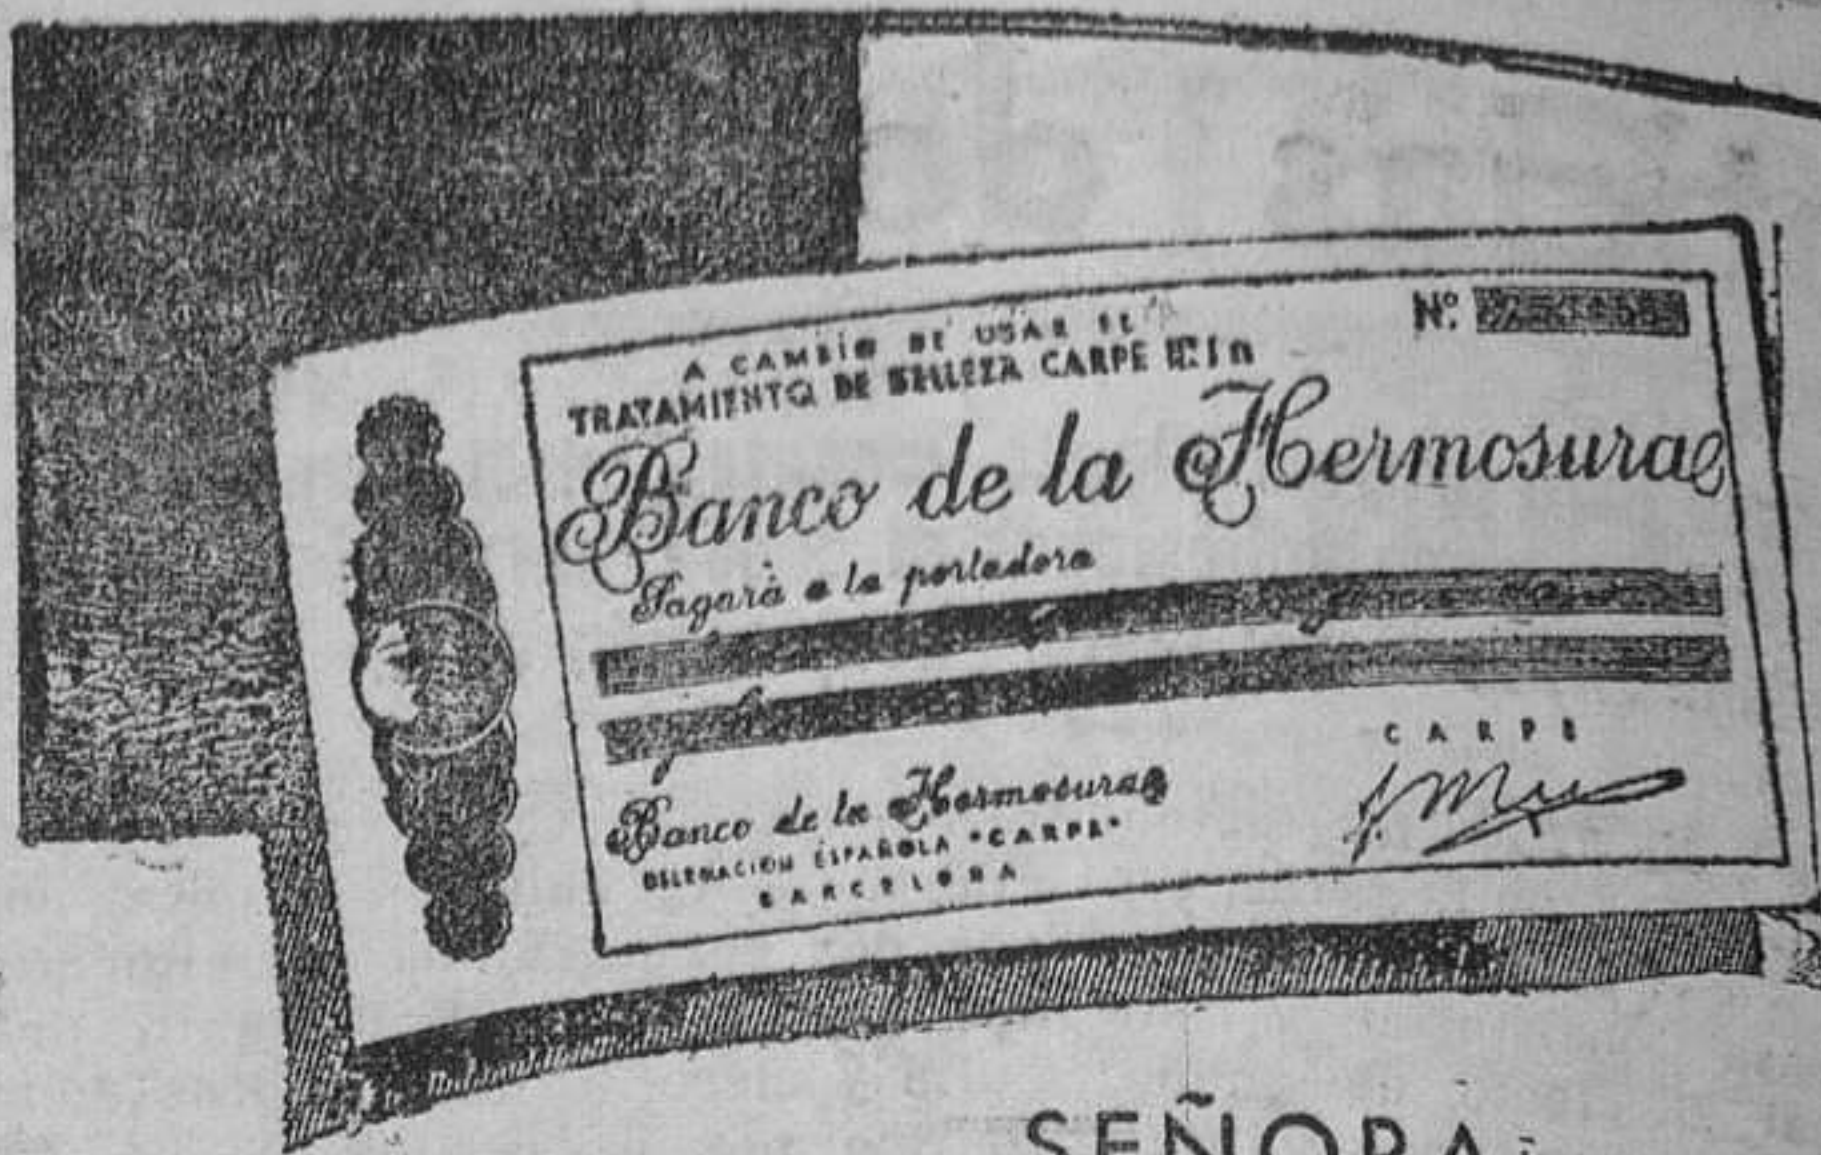 A CAMBIO DE USAR EL
TRATAMIENTO DE BELLEZA CARPE
Nº
Banco de la Hermosura
Pagará a la portadora
CARPE
Banco de la Hermosura
DELEGACION ESPAÑOLA "CARPE"
BARCELONA
SEÑORA: